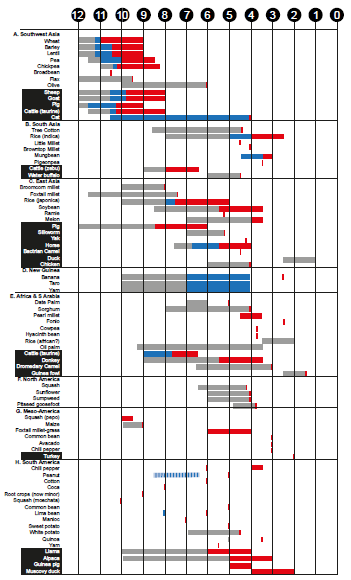 12 11 10 9 8 7 6 5 4 3 2 1 0
A. Southwest Asia
Wheat
Barley
Lentil
Pea
Chickpea
Broadbean
Flax
Olive
Sheep
Goat
Pig
Cattle (taurine)
Cat
B. South Asia
Tree Cotton
Rice (indica)
Little Millet
Browntop Millet
Mungbean
Pigeonpea
Cattle (zebu)
Water buffalo
C. East Asia
Broomcorn millet
Foxtail millet
Rice (japonica)
Soybean
Ramie
Melon
Pig
Silkworm
Yak
Horse
Bactrian Camel
Duck
Chicken
D. New Guinea
Banana
Taro
Yam
E. Africa & S Arabia
Date Palm
Sorghum
Pearl millet
Fonio
Cowpea
Hyacinth bean
Rice (african?)
Oil palm
Cattle (taurine)
Donkey
Dromedary Camel
Guinea fowl
F. North America
Squash
Sunflower
Sumpweed
Pitseed goosefoot
G. Meso-America
Squash (pepo)
Maize
Foxtail millet-grass
Common bean
Avacado
Chili pepper
Turkey
H. South America
Chili pepper
Peanut
Cotton
Coca
Root crops (now minor)
Squash (moschata)
Common bean
Lima bean
Manioc
Sweet potato
White potato
Quinoa
Yam
Llama
Alpaca
Guinea pig
Muscovy duck